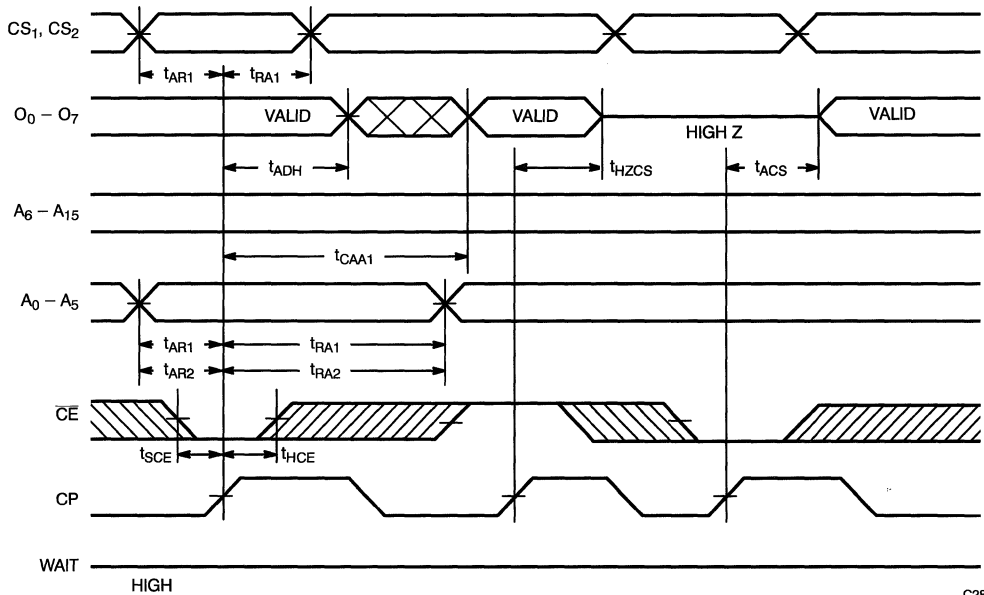 CS1, CS2
tAR1 tRA1
O0 – O7 VALID VALID HIGH Z VALID
tADH tHZCS tACS
A6 – A15
tCAA1
A0 – A5
tAR1 tRA1
tAR2 tRA2
CE
tSCE tHCE
CP
WAIT
HIGH